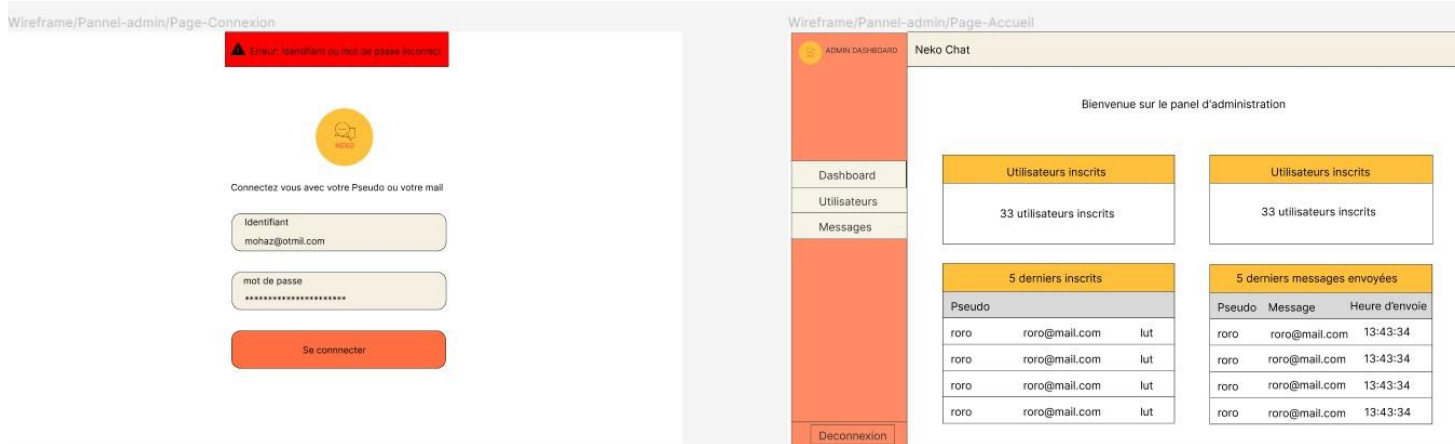 Wireframe/Pannel-admin/Page-Connexion
Erreur: Identifiant ou mot de passe incorrect
NEKO
Connectez vous avec votre Pseudo ou votre mail
Identifiant
mohaz@otmil.com
mot de passe
**********************
Se connnecter
Wireframe/Pannel-admin/Page-Accueil
ADMIN DASHBOARD
Neko Chat
Dashboard
Utilisateurs
Messages
Deconnexion
Bienvenue sur le panel d'administration
Utilisateurs inscrits
33 utilisateurs inscrits
Utilisateurs inscrits
33 utilisateurs inscrits
5 derniers inscrits
Pseudo
roro roro@mail.com lut
roro roro@mail.com lut
roro roro@mail.com lut
roro roro@mail.com lut
5 derniers messages envoyées
Pseudo Message Heure d'envoie
roro roro@mail.com 13:43:34
roro roro@mail.com 13:43:34
roro roro@mail.com 13:43:34
roro roro@mail.com 13:43:34